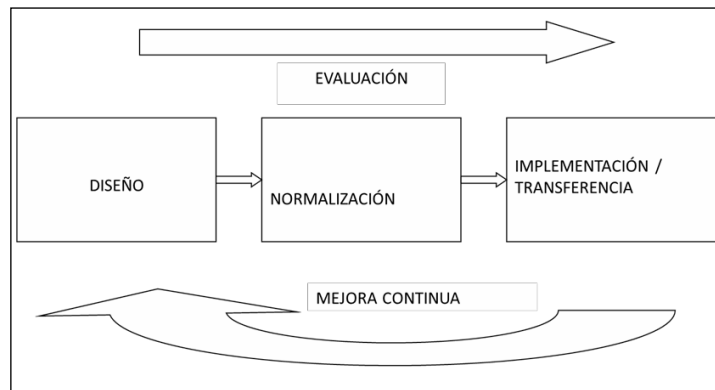 EVALUACIÓN
DISEÑO
NORMALIZACIÓN
IMPLEMENTACIÓN /
TRANSFERENCIA
MEJORA CONTINUA